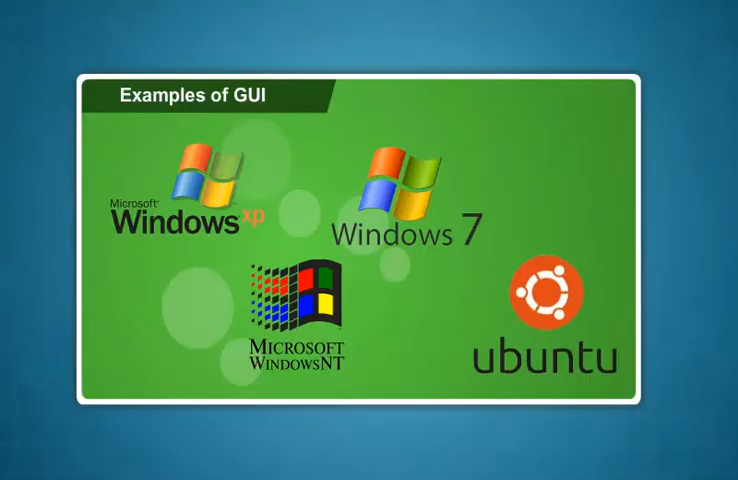 Examples of GUI
Microsoft
Windows xp
Windows 7
MICROSOFT
WINDOWSNT
ubuntu